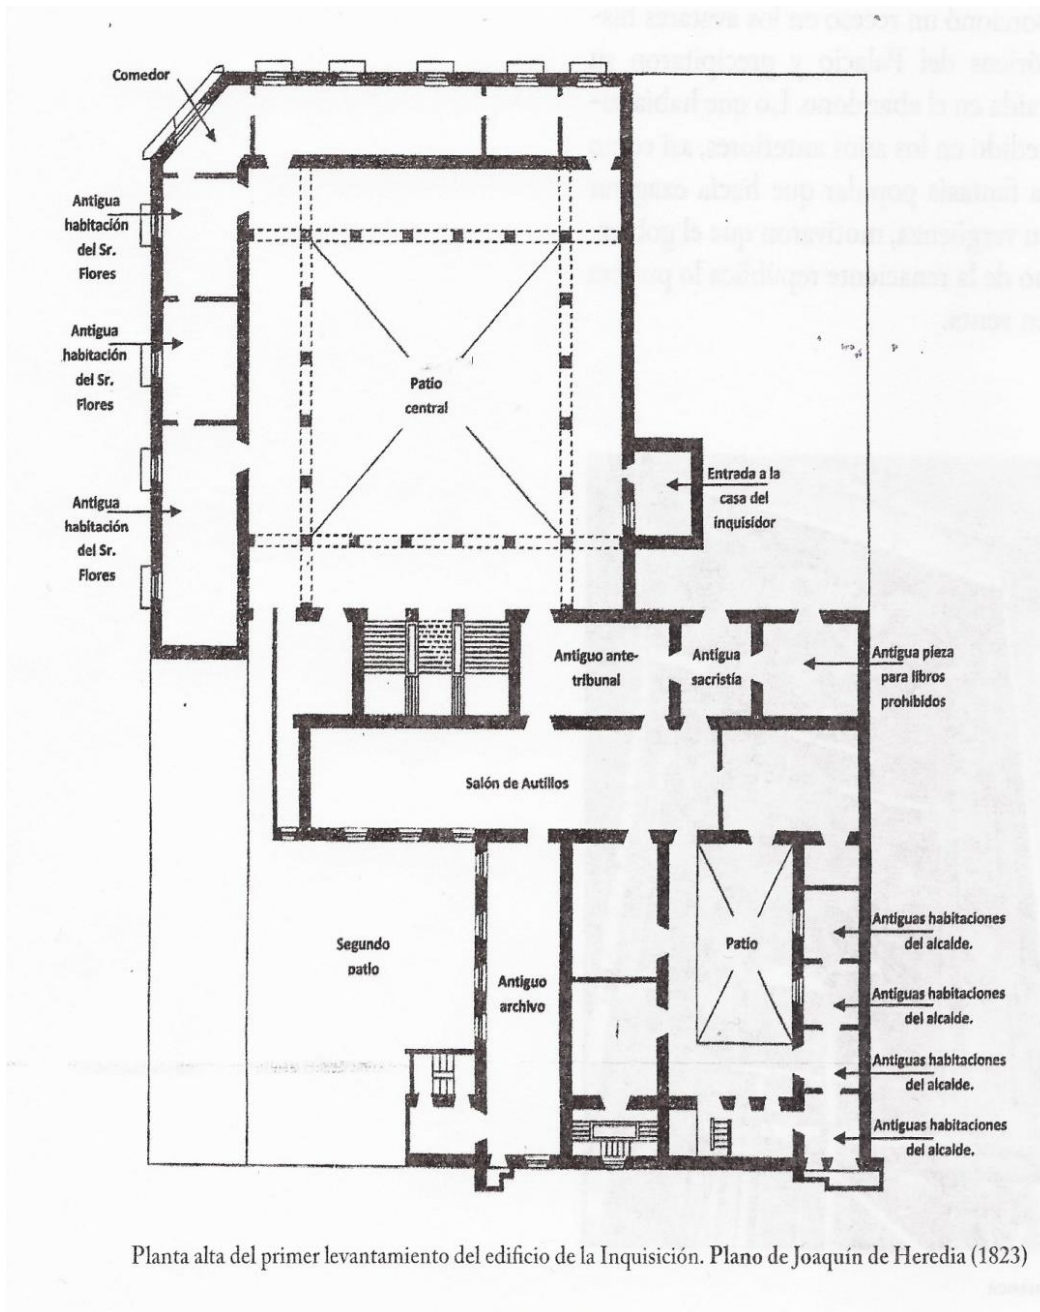 Comedor
Antigua
habitación
del Sr.
Flores
Antigua
habitación
del Sr.
Flores
Patio
central
Entrada a la
casa del
inquisidor
Antigua
habitación
del Sr.
Flores
Antiguo ante-
tribunal
Antigua
sacristía
Antigua pieza
para libros
prohibidos
Salón de Autillos
Segundo
patio
Antiguo
archivo
Patio
Antiguas habitaciones
del alcalde.
Antiguas habitaciones
del alcalde.
Antiguas habitaciones
del alcalde.
Antiguas habitaciones
del alcalde.
Planta alta del primer levantamiento del edificio de la Inquisición. Plano de Joaquín de Heredia (1823)